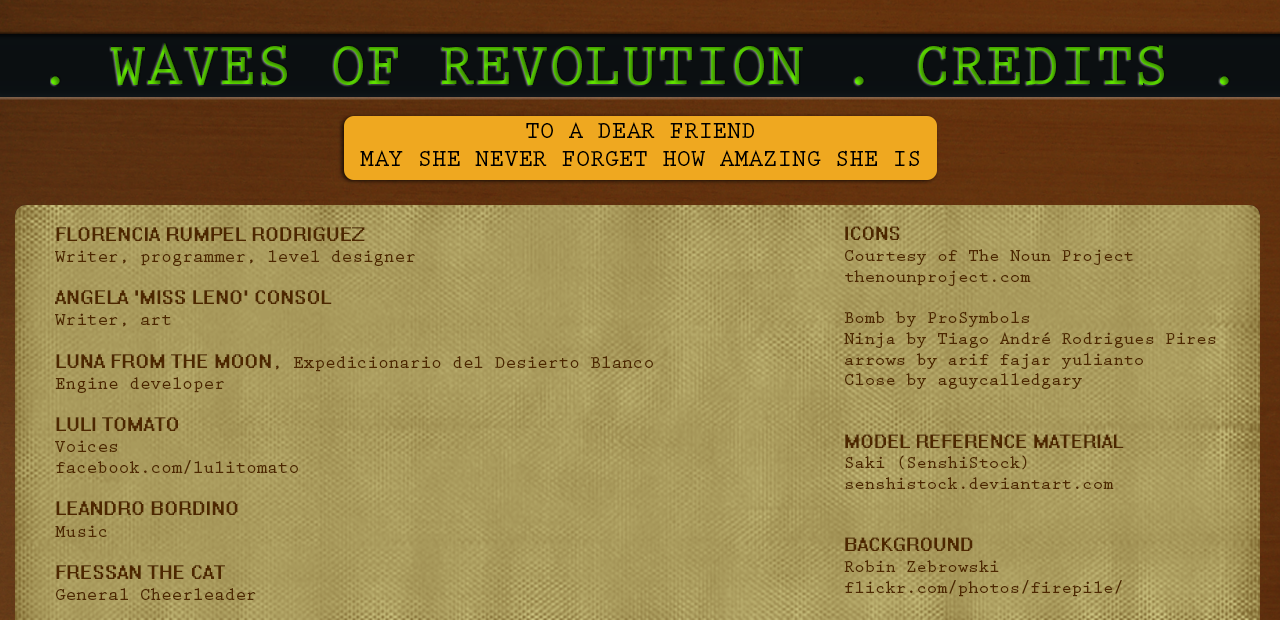 . WAVES OF REVOLUTION . CREDITS .
TO A DEAR FRIEND
MAY SHE NEVER FORGET HOW AMAZING SHE IS
FLORENCIA RUMPEL RODRIGUEZ
Writer, programmer, level designer
ANGELA 'MISS LENO' CONSOL
Writer, art
LUNA FROM THE MOON, Expedicionario del Desierto Blanco
Engine developer
LULI TOMATO
Voices
facebook.com/lulitomato
LEANDRO BORDINO
Music
FRESSAN THE CAT
General Cheerleader
ICONS
Courtesy of The Noun Project
thenounproject.com
Bomb by ProSymbols
Ninja by Tiago André Rodrigues Pires
arrows by arif fajar yulianto
Close by aguycalledgary
MODEL REFERENCE MATERIAL
Saki (SenshiStock)
senshistock.deviantart.com
BACKGROUND
Robin Zebrowski
flickr.com/photos/firepile/